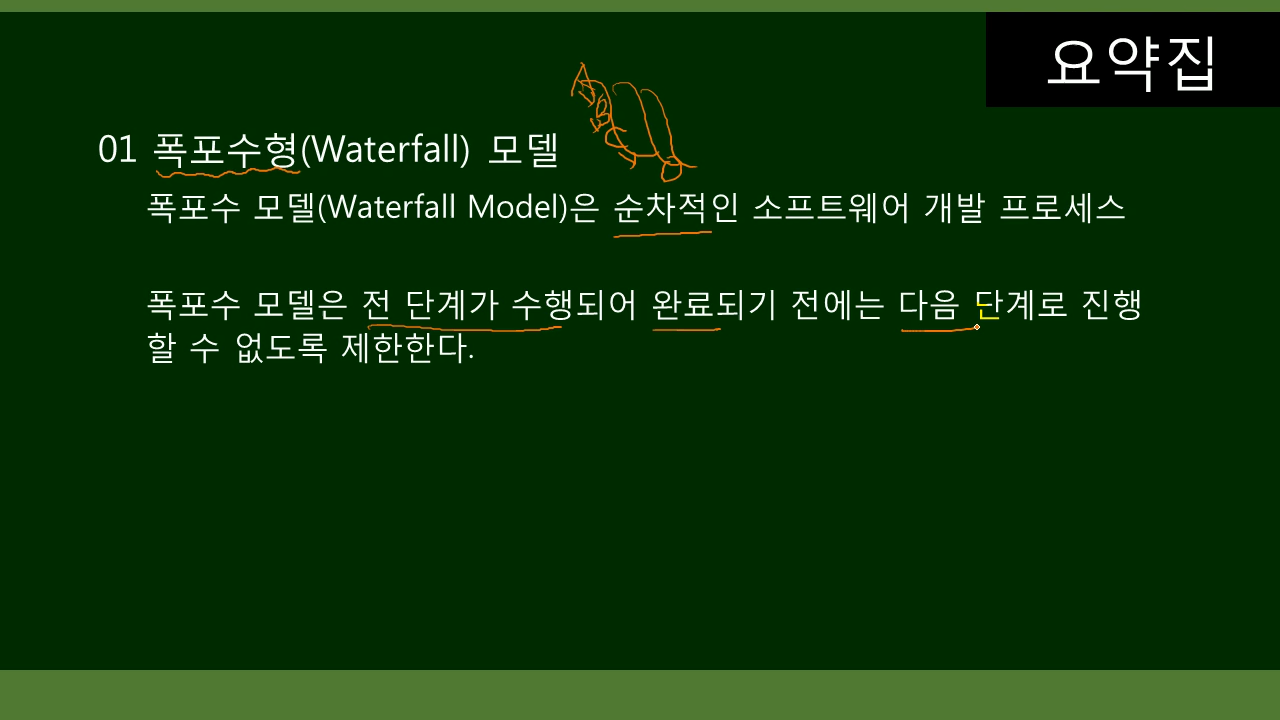 요약집
01 폭포수형(Waterfall) 모델
폭포수 모델(Waterfall Model)은 순차적인 소프트웨어 개발 프로세스
폭포수 모델은 전 단계가 수행되어 완료되기 전에는 다음 단계로 진행
할 수 없도록 제한한다.